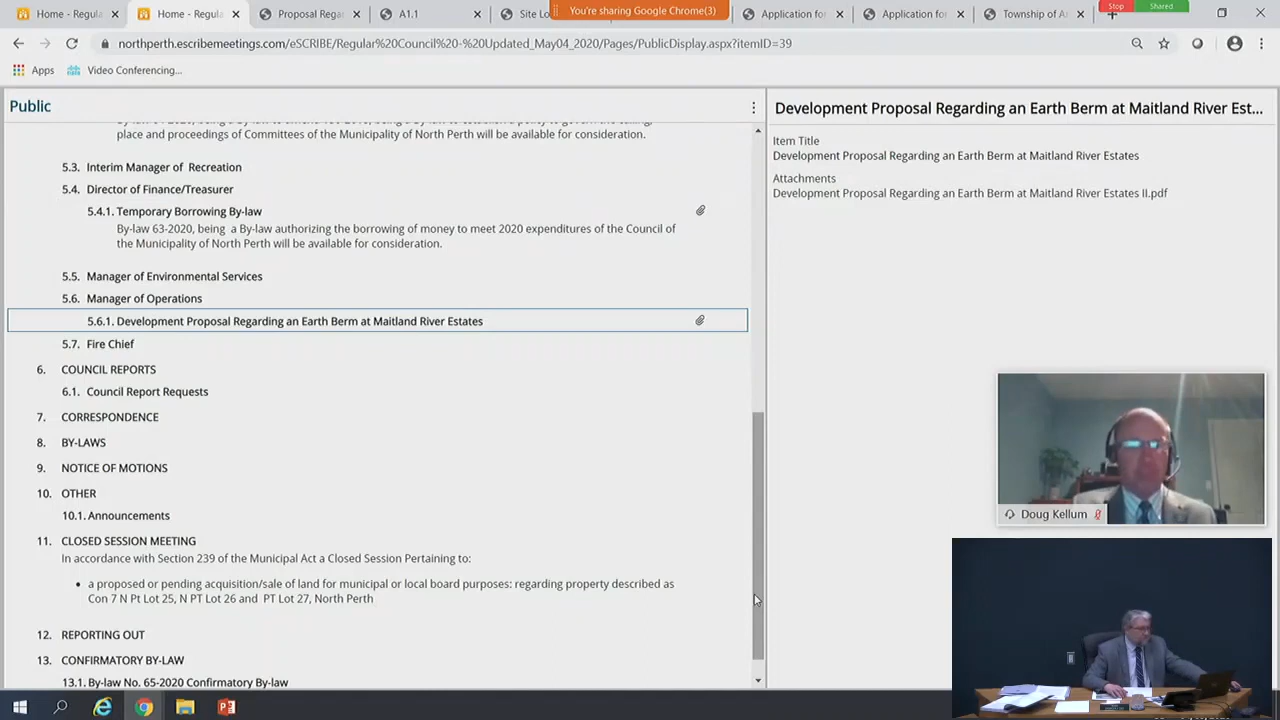 Home - Regula
Home - Regula
Proposal Regar
A1.1
Site Lo
You're sharing Google Chrome(3)
Application for
Application for
Township of Ar
Stop
Shared
northperth.escribemeetings.com/eSCRIBE/Regular%20Council%20-%20Updated_May04_2020/Pages/PublicDisplay.aspx?itemID=39
Apps
Video Conferencing...
Public
place and proceedings of Committees of the Municipality of North Perth will be available for consideration.
5.3. Interim Manager of Recreation
5.4. Director of Finance/Treasurer
5.4.1. Temporary Borrowing By-law
By-law 63-2020, being a By-law authorizing the borrowing of money to meet 2020 expenditures of the Council of
the Municipality of North Perth will be available for consideration.
5.5. Manager of Environmental Services
5.6. Manager of Operations
5.6.1. Development Proposal Regarding an Earth Berm at Maitland River Estates
5.7. Fire Chief
6. COUNCIL REPORTS
6.1. Council Report Requests
7. CORRESPONDENCE
8. BY-LAWS
9. NOTICE OF MOTIONS
10. OTHER
10.1. Announcements
11. CLOSED SESSION MEETING
In accordance with Section 239 of the Municipal Act a Closed Session Pertaining to:
• a proposed or pending acquisition/sale of land for municipal or local board purposes: regarding property described as
Con 7 N Pt Lot 25, N PT Lot 26 and PT Lot 27, North Perth
12. REPORTING OUT
13. CONFIRMATORY BY-LAW
13.1. By-law No. 65-2020 Confirmatory By-law
Development Proposal Regarding an Earth Berm at Maitland River Est...
Item Title
Development Proposal Regarding an Earth Berm at Maitland River Estates
Attachments
Development Proposal Regarding an Earth Berm at Maitland River Estates II.pdf
Doug Kellum